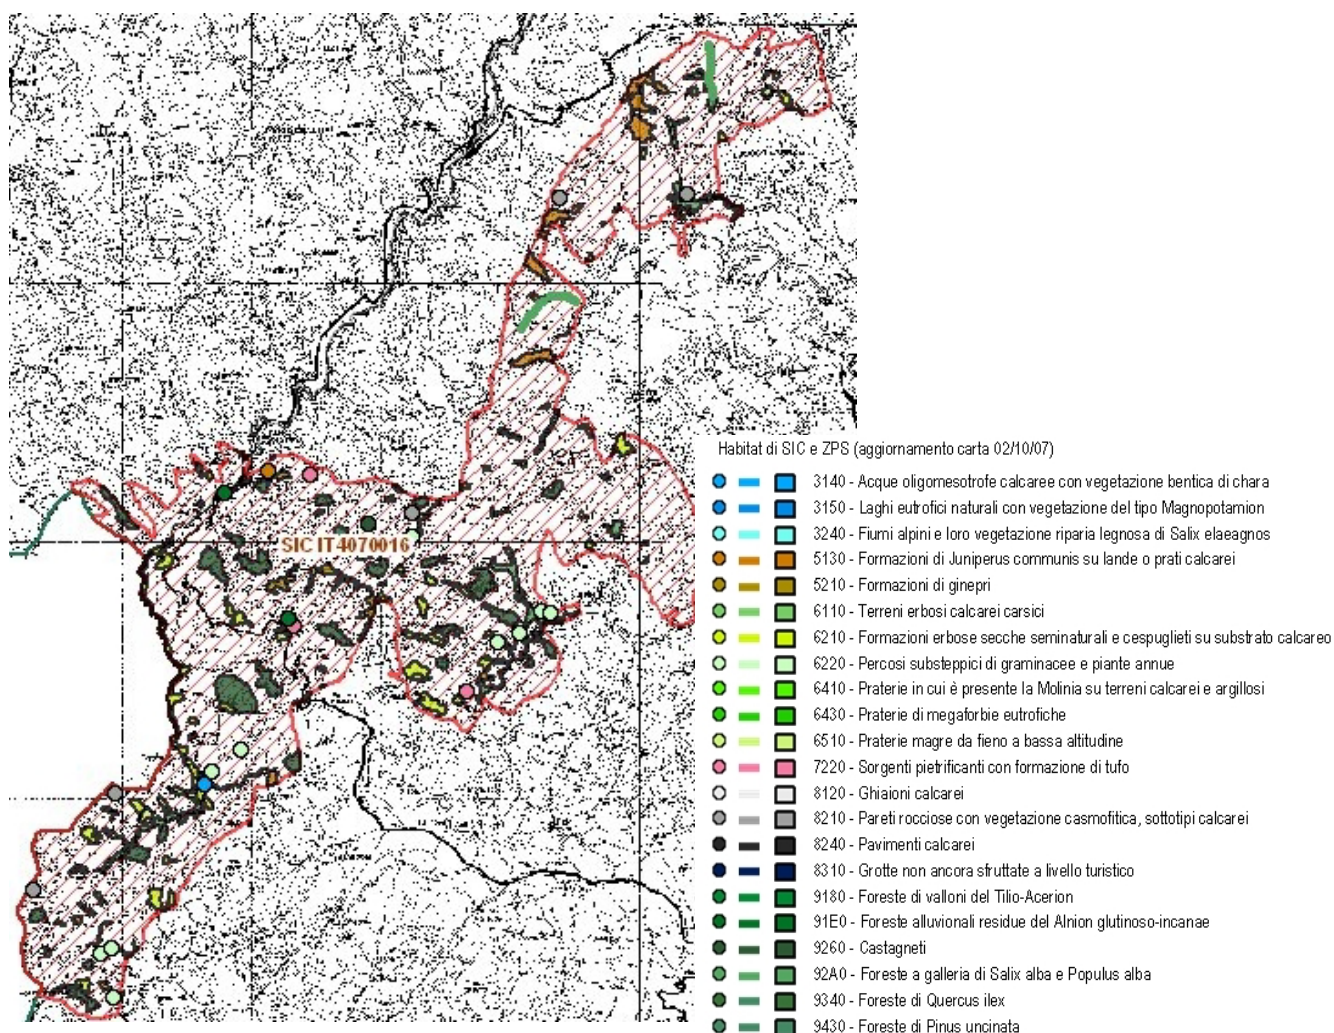 SIC IT4070016
Habitat di SIC e ZPS (aggiornamento carta 02/10/07)
3140 - Acque oligomesotrofe calcaree con vegetazione bentica di chara
3150 - Laghi eutrofici naturali con vegetazione del tipo Magnopotamion
3240 - Fiumi alpini e loro vegetazione riparia legnosa di Salix elaeagnos
5130 - Formazioni di Juniperus communis su lande o prati calcarei
5210 - Formazioni di ginepri
6110 - Terreni erbosi calcarei carsici
6210 - Formazioni erbose secche seminaturali e cespuglieti su substrato calcareo
6220 - Percosi substeppici di graminacee e piante annue
6410 - Praterie in cui è presente la Molinia su terreni calcarei e argillosi
6430 - Praterie di megaforbie eutrofiche
6510 - Praterie magre da fieno a bassa altitudine
7220 - Sorgenti pietrificanti con formazione di tufo
8120 - Ghiaioni calcarei
8210 - Pareti rocciose con vegetazione casmofitica, sottotipi calcarei
8240 - Pavimenti calcarei
8310 - Grotte non ancora sfruttate a livello turistico
9180 - Foreste di valloni del Tilio-Acerion
91E0 - Foreste alluvionali residue del Alnion glutinoso-incanae
9260 - Castagneti
92A0 - Foreste a galleria di Salix alba e Populus alba
9340 - Foreste di Quercus ilex
9430 - Foreste di Pinus uncinata